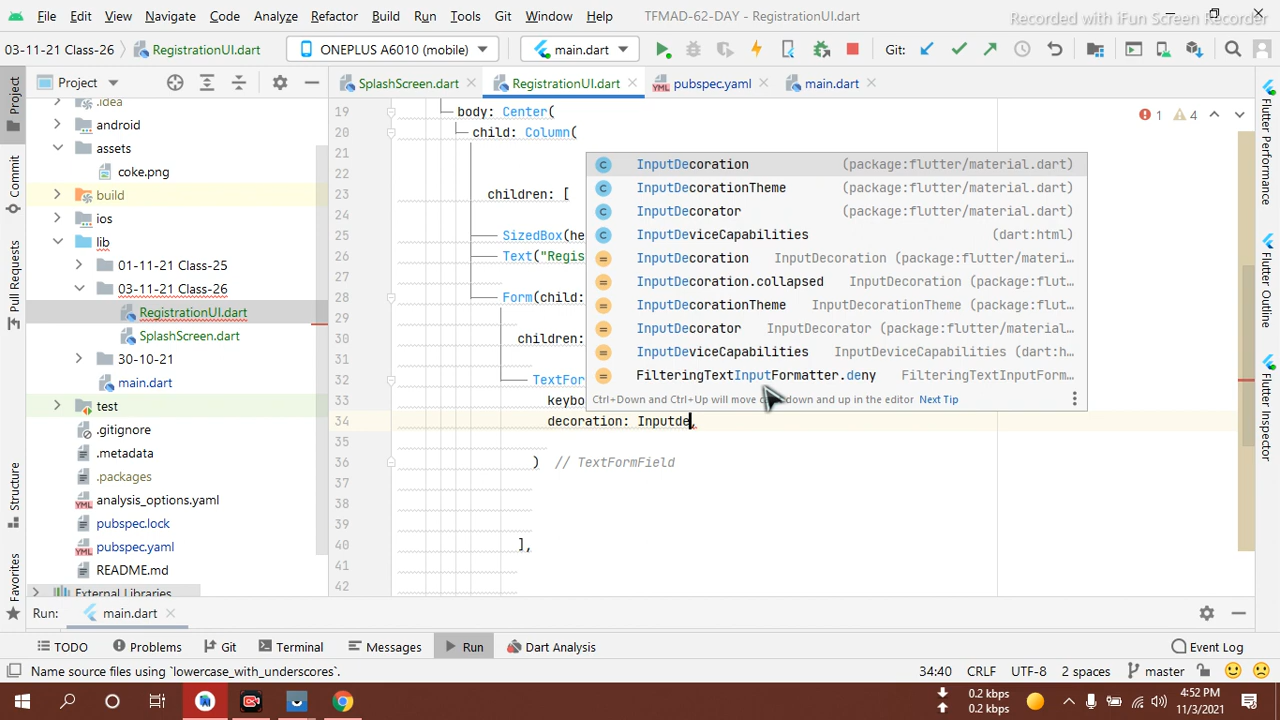 File Edit View Navigate Code Analyze Refactor Build Run Tools Git Window Help TFMAD-62-DAY - RegistrationUI.dart
Recorded with iFun Screen Recorder
03-11-21 Class-26 RegistrationUI.dart ONEPLUS A6010 (mobile) main.dart Git:
Project SplashScreen.dart RegistrationUI.dart pubspec.yaml main.dart
Project
Commit
Pull Requests
Structure
Favorites
.idea
android
assets
coke.png
build
ios
lib
01-11-21 Class-25
03-11-21 Class-26
RegistrationUI.dart
SplashScreen.dart
30-10-21
main.dart
test
.gitignore
.metadata
.packages
analysis_options.yaml
pubspec.lock
pubspec.yaml
README.md
External Libraries
19 body: Center(
1 4
20 child: Column(
21
22
23 children: [
24
25 SizedBox(he
26 Text("Regis
27
28 Form(child:
29
30 children:
31
32 TextFor
33 keybo
34 decoration: Inputde,
35
36 ) // TextFormField
37
38
39
40 ],
41
42
InputDecoration (package:flutter/material.dart)
InputDecorationTheme (package:flutter/material.dart)
InputDecorator (package:flutter/material.dart)
InputDeviceCapabilities (dart:html)
InputDecoration InputDecoration (package:flutter/materi…
InputDecoration.collapsed InputDecoration (package:flut…
InputDecorationTheme InputDecorationTheme (package:flut…
InputDecorator InputDecorator (package:flutter/material…
InputDeviceCapabilities InputDeviceCapabilities (dart:h…
FilteringTextInputFormatter.deny FilteringTextInputForm…
Ctrl+Down and Ctrl+Up will move down and up in the editor Next Tip
Flutter Performance
Flutter Outline
Flutter Inspector
Run: main.dart
TODO Problems Git Terminal Messages Run Dart Analysis Event Log
Name source files using `lowercase_with_underscores`. 34:40 CRLF UTF-8 2 spaces master
0.2 kbps
0.2 kbps
4:52 PM
11/3/2021